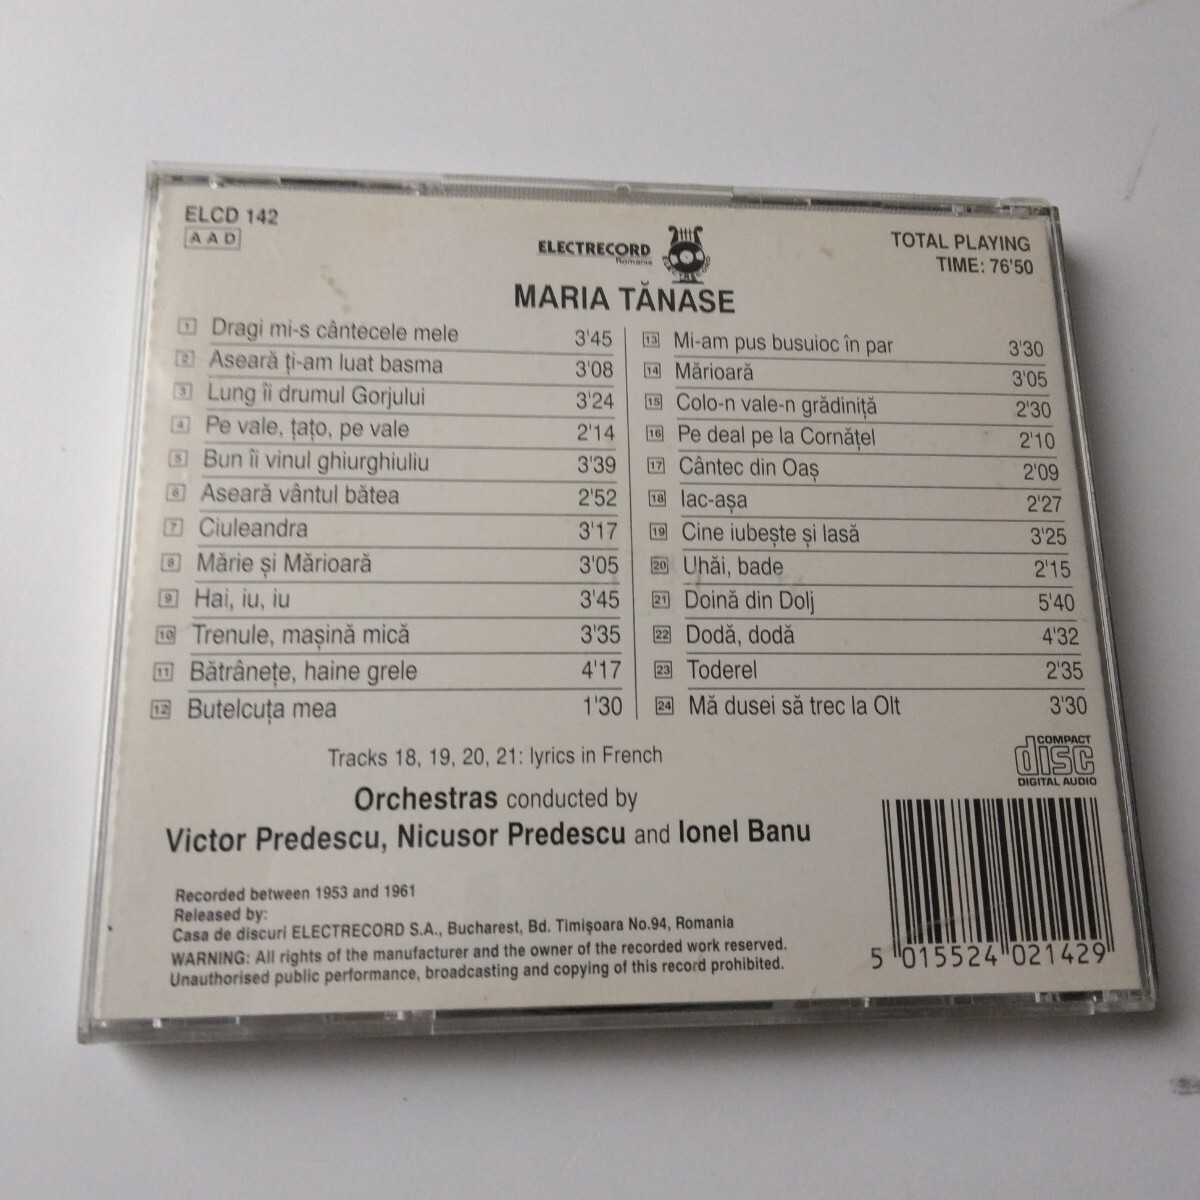 ELCD 142
AAD
ELECTRECORD
Romania
ELECTRECORD
TOTAL PLAYING
TIME: 76'50
MARIA TĂNASE
1 Dragi mi-s cântecele mele 3'45
2 Aseară ți-am luat basma 3'08
3 Lung îi drumul Gorjului 3'24
4 Pe vale, țațo, pe vale 2'14
5 Bun îi vinul ghiurghiuliu 3'39
6 Aseară vântul bătea 2'52
7 Ciuleandra 3'17
8 Mărie și Mărioară 3'05
9 Hai, iu, iu 3'45
10 Trenule, mașină mică 3'35
11 Bătrânețe, haine grele 4'17
12 Butelcuța mea 1'30
13 Mi-am pus busuioc în par 3'30
14 Mărioară 3'05
15 Colo-n vale-n grădiniță 2'30
16 Pe deal pe la Cornățel 2'10
17 Cântec din Oaș 2'09
18 Iac-așa 2'27
19 Cine iubește și lasă 3'25
20 Uhăi, bade 2'15
21 Doină din Dolj 5'40
22 Dodă, dodă 4'32
23 Toderel 2'35
24 Mă dusei să trec la Olt 3'30
Tracks 18, 19, 20, 21: lyrics in French
Orchestras conducted by
Victor Predescu, Nicusor Predescu and Ionel Banu
COMPACT
disc
DIGITAL AUDIO
Recorded between 1953 and 1961
Released by:
Casa de discuri ELECTRECORD S.A., Bucharest, Bd. Timișoara No.94, Romania
WARNING: All rights of the manufacturer and the owner of the recorded work reserved.
Unauthorised public performance, broadcasting and copying of this record prohibited.
5 015524 021429